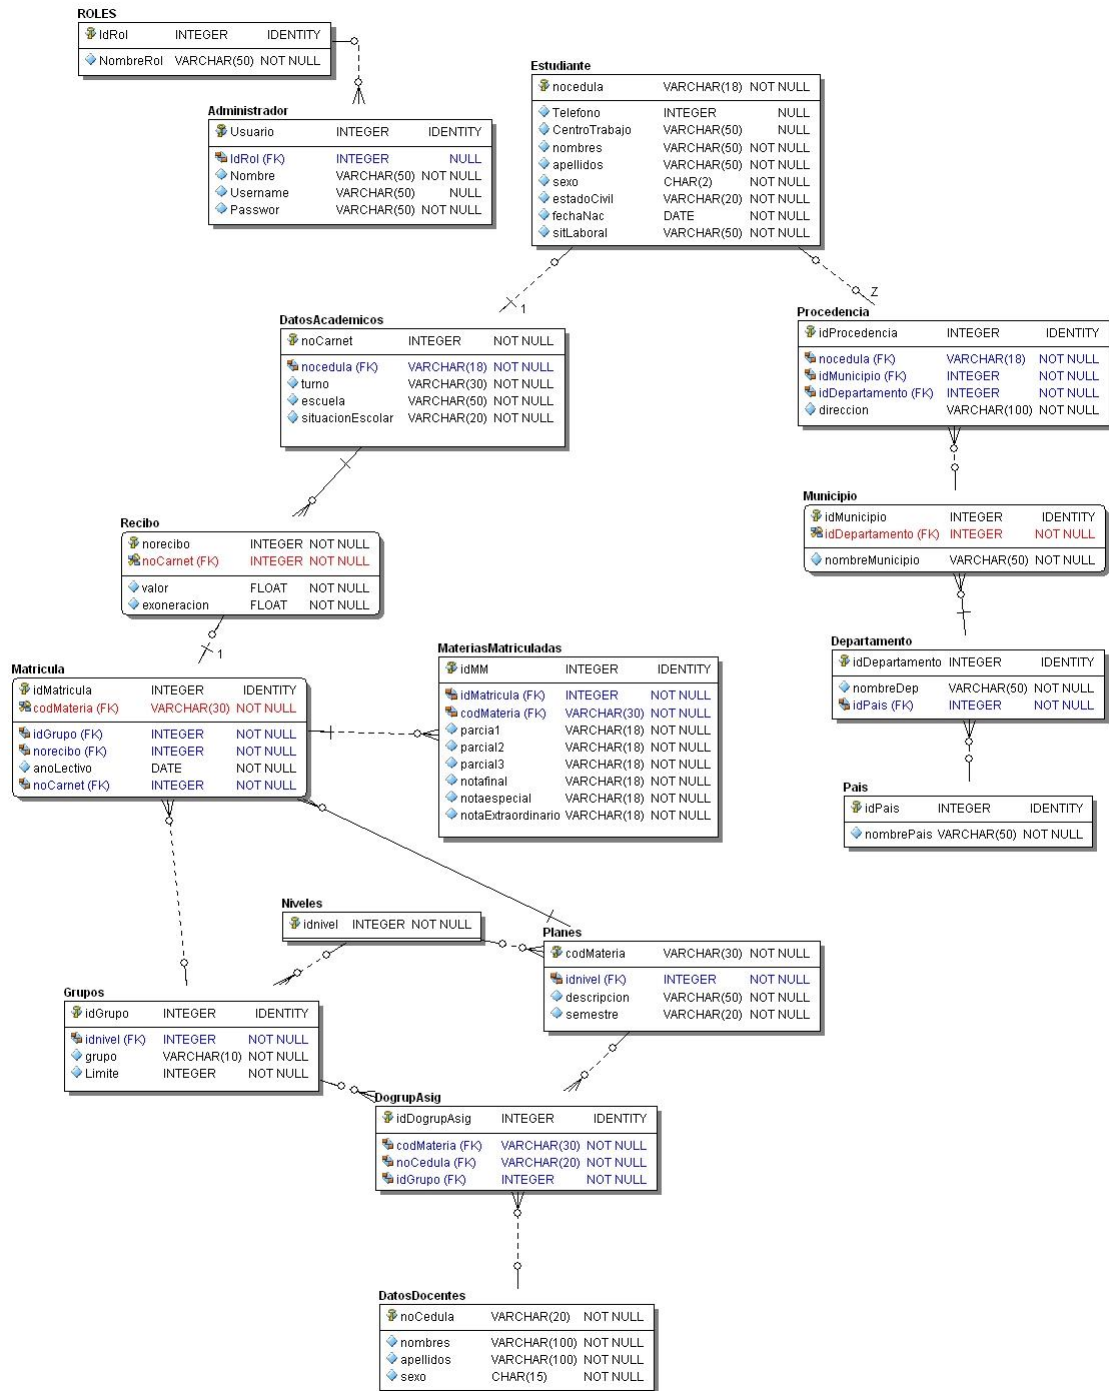 ROLES
IdRol INTEGER IDENTITY
NombreRol VARCHAR(50) NOT NULL
Administrador
Usuario INTEGER IDENTITY
IdRol (FK) INTEGER NULL
Nombre VARCHAR(50) NOT NULL
Username VARCHAR(50) NULL
Passwor VARCHAR(50) NOT NULL
Estudiante
nocedula VARCHAR(18) NOT NULL
Telefono INTEGER NULL
CentroTrabajo VARCHAR(50) NULL
nombres VARCHAR(50) NOT NULL
apellidos VARCHAR(50) NOT NULL
sexo CHAR(2) NOT NULL
estadoCivil VARCHAR(20) NOT NULL
fechaNac DATE NOT NULL
sitLaboral VARCHAR(50) NOT NULL
1
Z
DatosAcademicos
noCarnet INTEGER NOT NULL
nocedula (FK) VARCHAR(18) NOT NULL
turno VARCHAR(30) NOT NULL
escuela VARCHAR(50) NOT NULL
situacionEscolar VARCHAR(20) NOT NULL
Procedencia
idProcedencia INTEGER IDENTITY
nocedula (FK) VARCHAR(18) NOT NULL
idMunicipio (FK) INTEGER NOT NULL
idDepartamento (FK) INTEGER NOT NULL
direccion VARCHAR(100) NOT NULL
Recibo
norecibo INTEGER NOT NULL
noCarnet (FK) INTEGER NOT NULL
valor FLOAT NOT NULL
exoneracion FLOAT NOT NULL
1
Municipio
idMunicipio INTEGER IDENTITY
idDepartamento (FK) INTEGER NOT NULL
nombreMunicipio VARCHAR(50) NOT NULL
Matricula
idMatricula INTEGER IDENTITY
codMateria (FK) VARCHAR(30) NOT NULL
idGrupo (FK) INTEGER NOT NULL
norecibo (FK) INTEGER NOT NULL
anoLectivo DATE NOT NULL
noCarnet (FK) INTEGER NOT NULL
MateriasMatriculadas
idMM INTEGER IDENTITY
idMatricula (FK) INTEGER NOT NULL
codMateria (FK) VARCHAR(30) NOT NULL
parcia1 VARCHAR(18) NOT NULL
parcial2 VARCHAR(18) NOT NULL
parcial3 VARCHAR(18) NOT NULL
notafinal VARCHAR(18) NOT NULL
notaespecial VARCHAR(18) NOT NULL
notaExtraordinario VARCHAR(18) NOT NULL
Departamento
idDepartamento INTEGER IDENTITY
nombreDep VARCHAR(50) NOT NULL
idPais (FK) INTEGER NOT NULL
Pais
idPais INTEGER IDENTITY
nombrePais VARCHAR(50) NOT NULL
Niveles
idnivel INTEGER NOT NULL
Planes
codMateria VARCHAR(30) NOT NULL
idnivel (FK) INTEGER NOT NULL
descripcion VARCHAR(50) NOT NULL
semestre VARCHAR(20) NOT NULL
Grupos
idGrupo INTEGER IDENTITY
idnivel (FK) INTEGER NOT NULL
grupo VARCHAR(10) NOT NULL
Limite INTEGER NOT NULL
DogrupAsig
idDogrupAsig INTEGER IDENTITY
codMateria (FK) VARCHAR(30) NOT NULL
noCedula (FK) VARCHAR(20) NOT NULL
idGrupo (FK) INTEGER NOT NULL
DatosDocentes
noCedula VARCHAR(20) NOT NULL
nombres VARCHAR(100) NOT NULL
apellidos VARCHAR(100) NOT NULL
sexo CHAR(15) NOT NULL